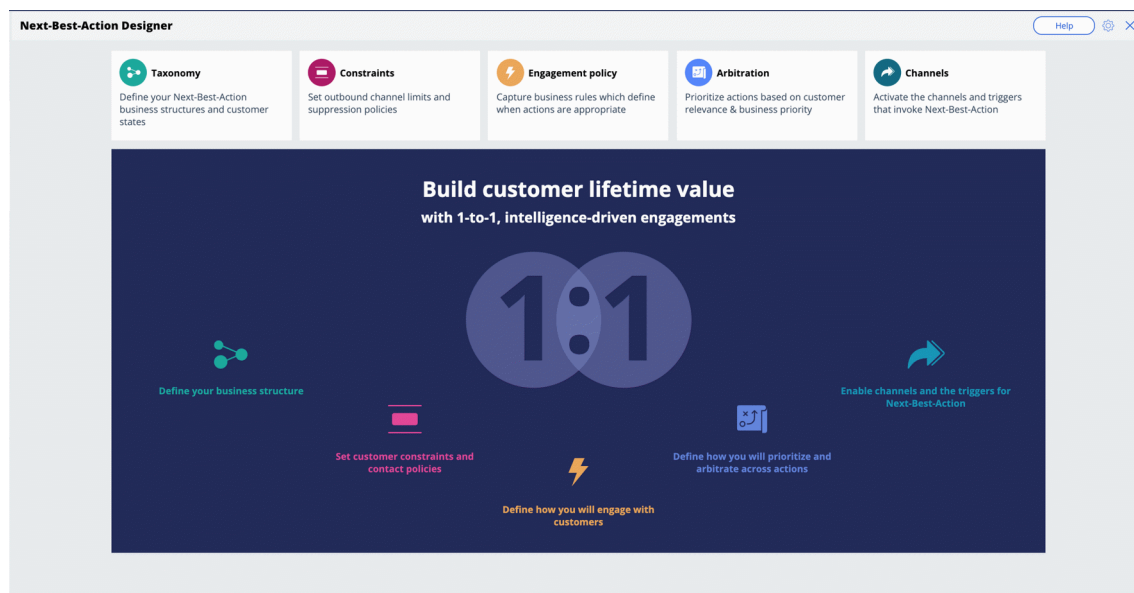 Next-Best-Action Designer
Help
Taxonomy
Define your Next-Best-Action
business structures and customer
states
Constraints
Set outbound channel limits and
suppression policies
Engagement policy
Capture business rules which define
when actions are appropriate
Arbitration
Prioritize actions based on customer
relevance & business priority
Channels
Activate the channels and triggers
that invoke Next-Best-Action
Build customer lifetime value
with 1-to-1, intelligence-driven engagements
1:1
Define your business structure
Set customer constraints and
contact policies
Define how you will engage with
customers
Define how you will prioritize and
arbitrate across actions
Enable channels and the triggers for
Next-Best-Action